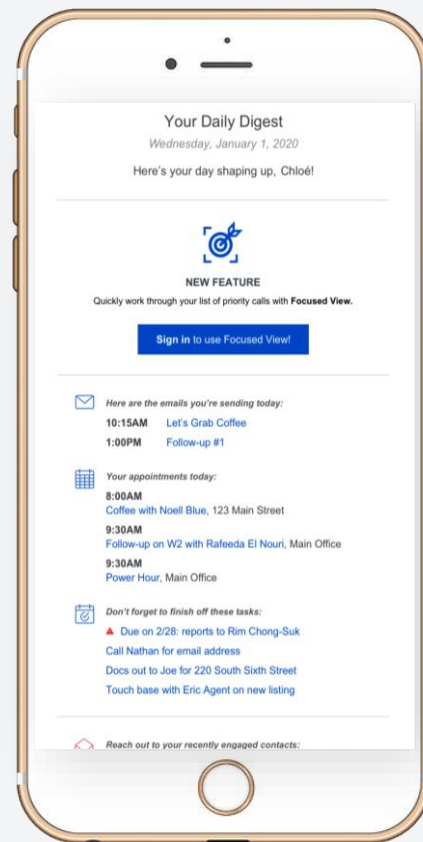 Your Daily Digest
Wednesday, January 1, 2020
Here's your day shaping up, Chloé!
NEW FEATURE
Quickly work through your list of priority calls with Focused View.
Sign in to use Focused View!
Here are the emails you're sending today:
10:15AM Let's Grab Coffee
1:00PM Follow-up #1
Your appointments today:
8:00AM
Coffee with Noell Blue, 123 Main Street
9:30AM
Follow-up on W2 with Rafeeda El Nouri, Main Office
9:30AM
Power Hour, Main Office
Don't forget to finish off these tasks:
Due on 2/28: reports to Rim Chong-Suk
Call Nathan for email address
Docs out to Joe for 220 South Sixth Street
Touch base with Eric Agent on new listing
Reach out to your recently engaged contacts: